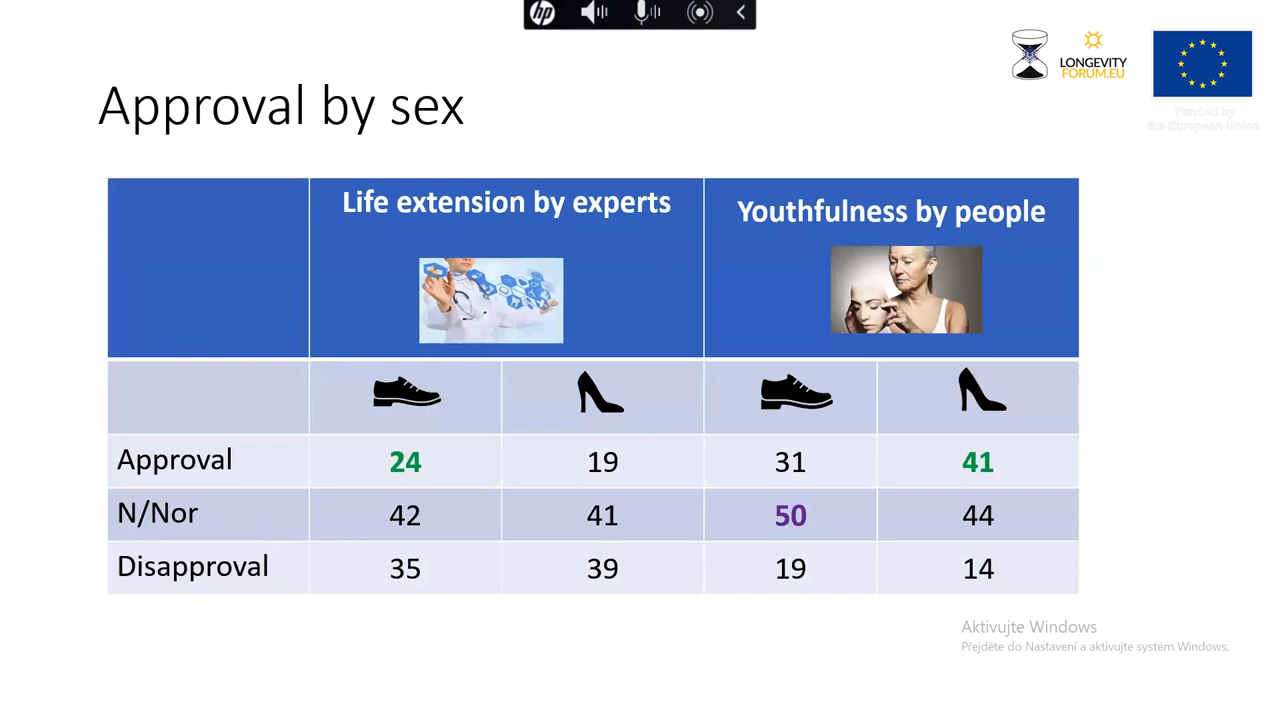 hp
LONGEVITY
FORUM.EU
Funded by
the European Union
Approval by sex
Life extension by experts
Youthfulness by people
Approval 24 19 31 41
N/Nor 42 41 50 44
Disapproval 35 39 19 14
Aktivujte Windows
Přejděte do Nastavení a aktivujte systém Windows.